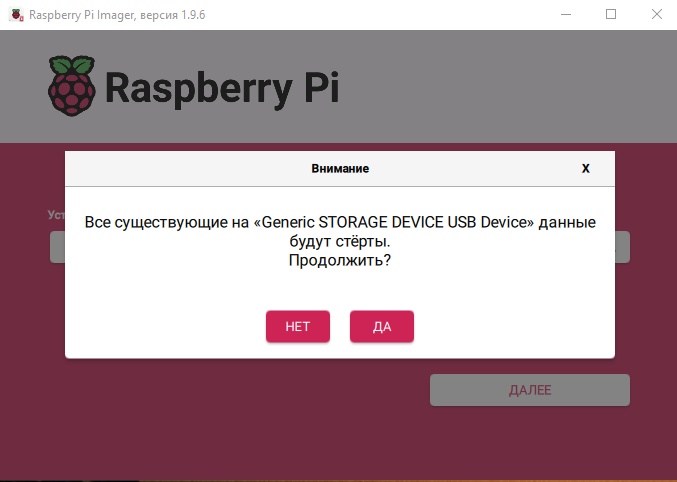 Raspberry Pi Imager, версия 1.9.6
Raspberry Pi
Внимание
X
Уст
Все существующие на «Generic STORAGE DEVICE USB Device» данные
будут стёрты.
Продолжить?
НЕТ
ДА
ДАЛЕЕ